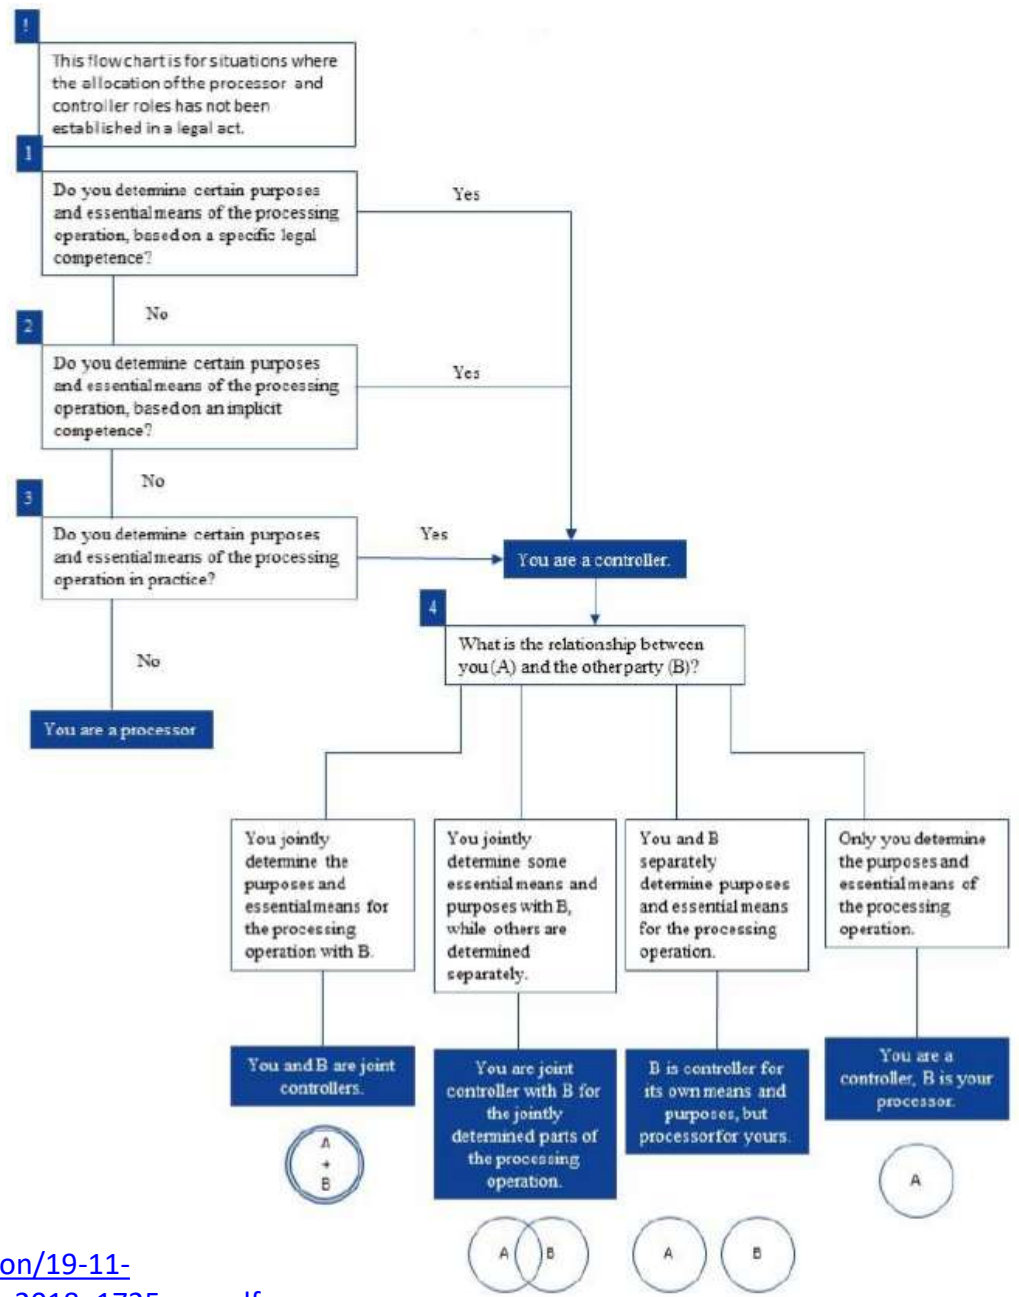 This flow chart is for situations where
the allocation of the processor and
controller roles has not been
established in a legal act.
1
Do you determine certain purposes
and essential means of the processing
operation, based on a specific legal
competence?
Yes
No
2
Do you determine certain purposes
and essential means of the processing
operation, based on an implicit
competence?
Yes
No
3
Do you determine certain purposes
and essential means of the processing
operation in practice?
Yes
You are a controller.
No
You are a processor
4
What is the relationship between
you (A) and the other party (B)?
You jointly
determine the
purposes and
essential means for
the processing
operation with B.
You jointly
determine some
essential means and
purposes with B,
while others are
determined
separately.
You and B
separately
determine purposes
and essential means
for the processing
operation.
Only you determine
the purposes and
essential means of
the processing
operation.
You and B are joint
controllers.
You are joint
controller with B for
the jointly
determined parts of
the processing
operation.
B is controller for
its own means and
purposes, but
processor for yours.
You are a
controller, B is your
processor.
A
+
B
A B
A B
A
on/19-11-